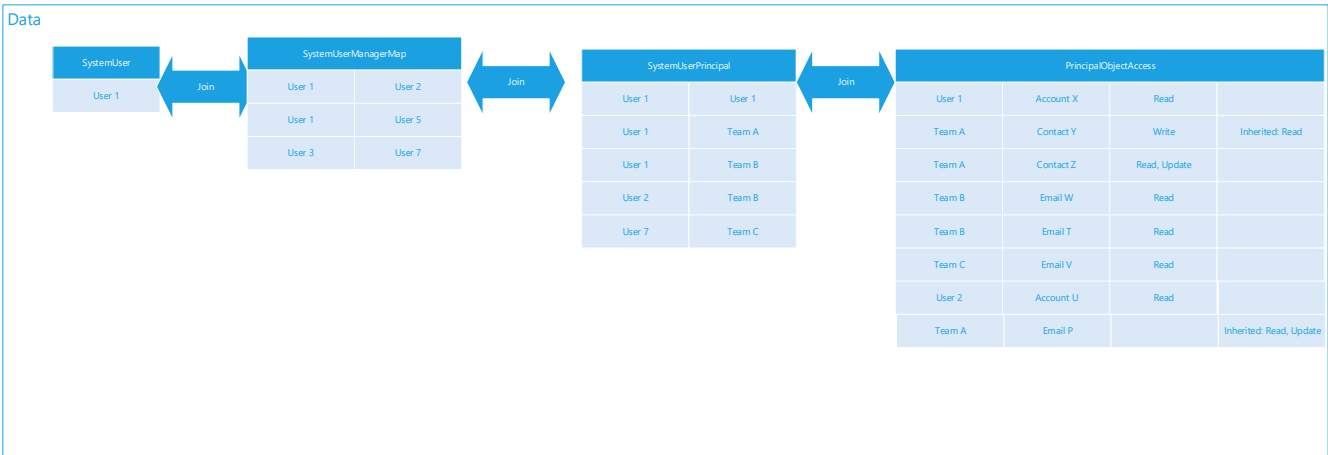 Data
SystemUser
User 1
Join
SystemUserManagerMap
User 1 User 2
User 1 User 5
User 3 User 7
Join
SystemUserPrincipal
User 1 User 1
User 1 Team A
User 1 Team B
User 2 Team B
User 7 Team C
Join
PrincipalObjectAccess
User 1 Account X Read
Team A Contact Y Write Inherited: Read
Team A Contact Z Read, Update
Team B Email W Read
Team B Email T Read
Team C Email V Read
User 2 Account U Read
Team A Email P Inherited: Read, Update